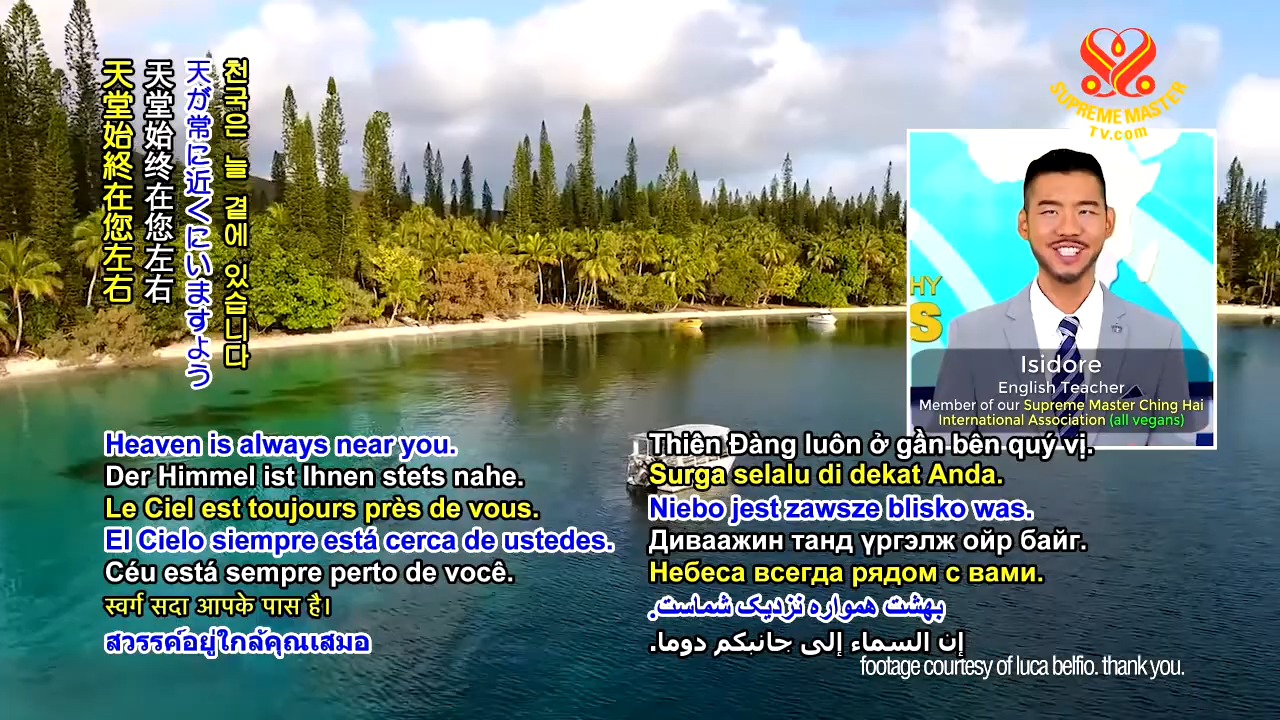 天堂始終在您左右
天堂始终在您左右
天が常に近くにいますよう
천국은 늘 곁에 있습니다
SUPREME MASTER
TV.com
HY
S
Isidore
English Teacher
Member of our Supreme Master Ching Hai
International Association (all vegans)
Heaven is always near you.
Der Himmel ist Ihnen stets nahe.
Le Ciel est toujours près de vous.
El Cielo siempre está cerca de ustedes.
Céu está sempre perto de você.
स्वर्ग सदा आपके पास है।
สวรรค์อยู่ใกล้คุณเสมอ
Thiên Đàng luôn ở gần bên quý vị.
Surga selalu di dekat Anda.
Niebo jest zawsze blisko was.
Диваажин танд үргэлж ойр байг.
Небеса всегда рядом с вами.
بهشت همواره نزدیک شماست.
إن السماء إلى جانبكم دوما.
footage courtesy of luca belfio. thank you.